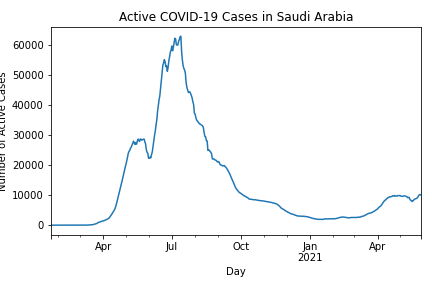 Active COVID-19 Cases in Saudi Arabia
Number of Active Cases
60000
50000
40000
30000
20000
10000
0
Apr
Jul
Oct
Jan
2021
Apr
Day